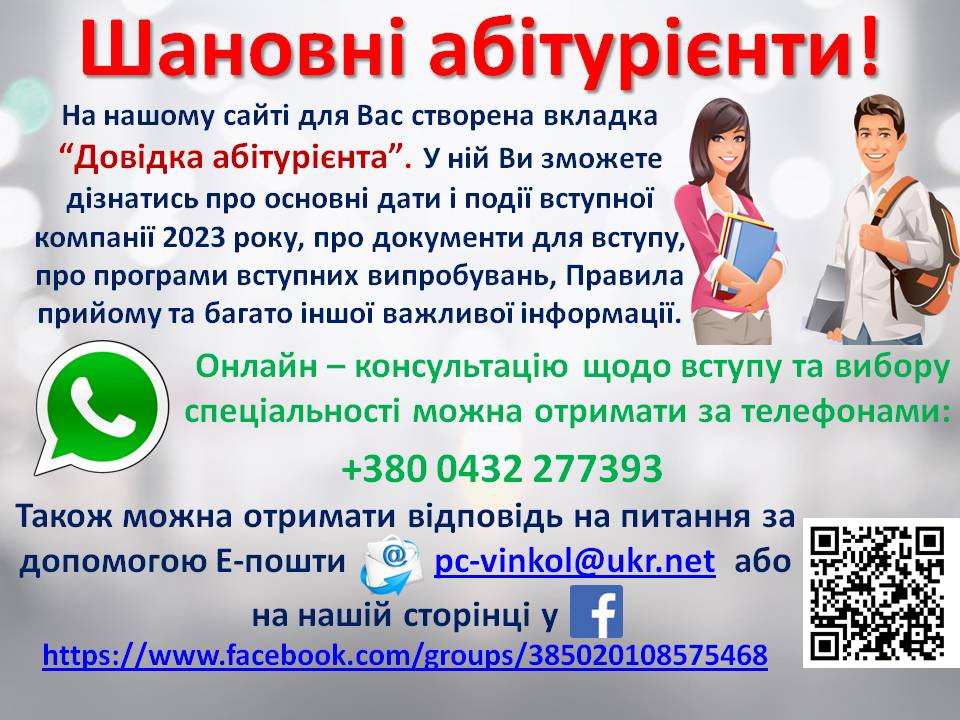 Шановні абітурієнти!
На нашому сайті для Вас створена вкладка
“Довідка абітурієнта”. У ній Ви зможете
дізнатись про основні дати і події вступної
компанії 2023 року, про документи для вступу,
про програми вступних випробувань, Правила
прийому та багато іншої важливої інформації.
Онлайн – консультацію щодо вступу та вибору
спеціальності можна отримати за телефонами:
+380 0432 277393
Також можна отримати відповідь на питання за
допомогою Е-пошти @ pc-vinkol@ukr.net або
на нашій сторінці у f
https://www.facebook.com/groups/385020108575468